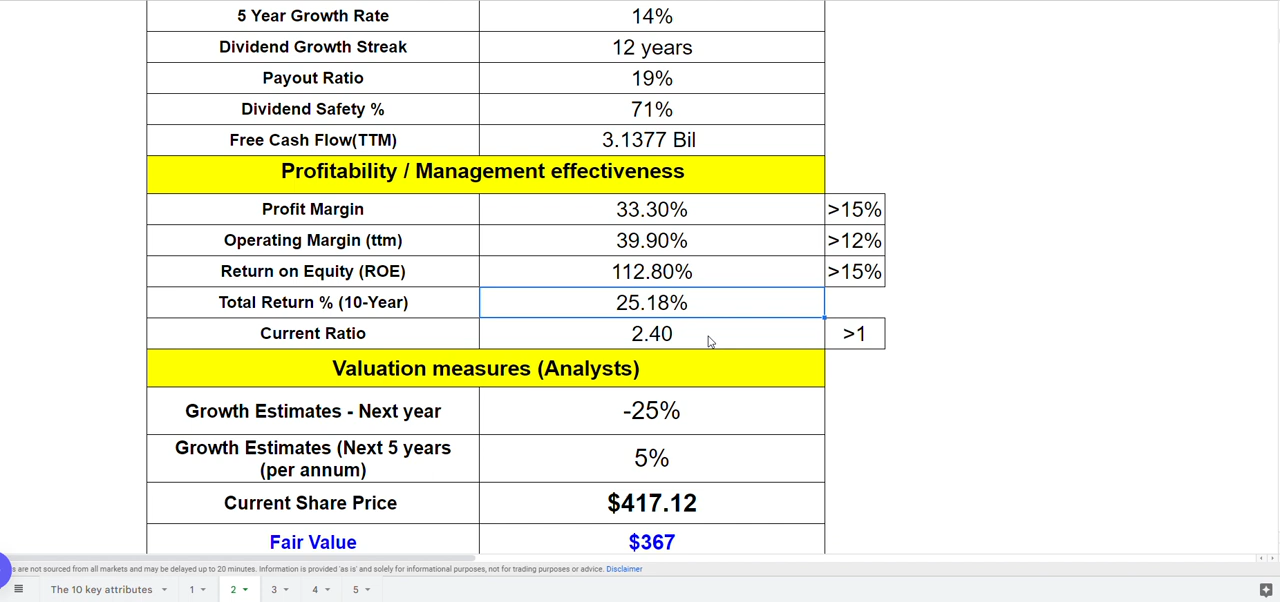 5 Year Growth Rate 14%
Dividend Growth Streak 12 years
Payout Ratio 19%
Dividend Safety % 71%
Free Cash Flow(TTM) 3.1377 Bil
Profitability / Management effectiveness
Profit Margin 33.30% >15%
Operating Margin (ttm) 39.90% >12%
Return on Equity (ROE) 112.80% >15%
Total Return % (10-Year) 25.18%
Current Ratio 2.40 >1
Valuation measures (Analysts)
Growth Estimates - Next year -25%
Growth Estimates (Next 5 years
(per annum) 5%
Current Share Price $417.12
Fair Value $367
s are not sourced from all markets and may be delayed up to 20 minutes. Information is provided 'as is' and solely for informational purposes, not for trading purposes or advice. Disclaimer
The 10 key attributes 1 2 3 4 5